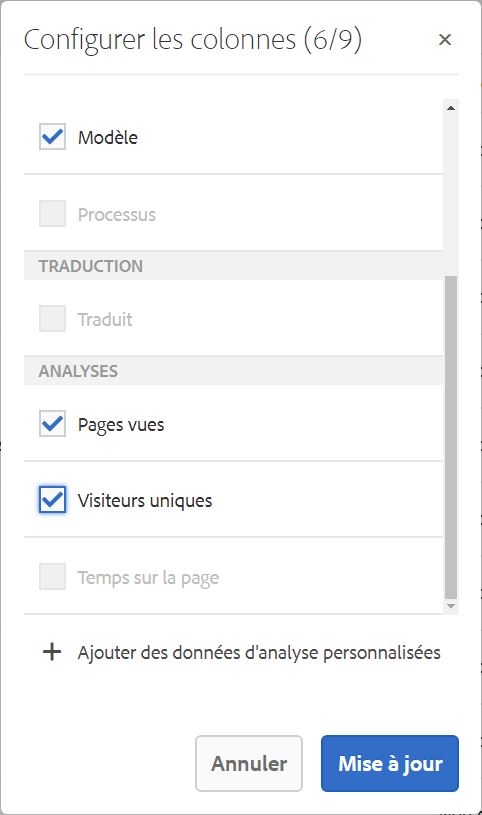 Configurer les colonnes (6/9)
Modèle
Processus
TRADUCTION
Traduit
ANALYSES
Pages vues
Visiteurs uniques
Temps sur la page
Ajouter des données d'analyse personnalisées
Annuler
Mise à jour